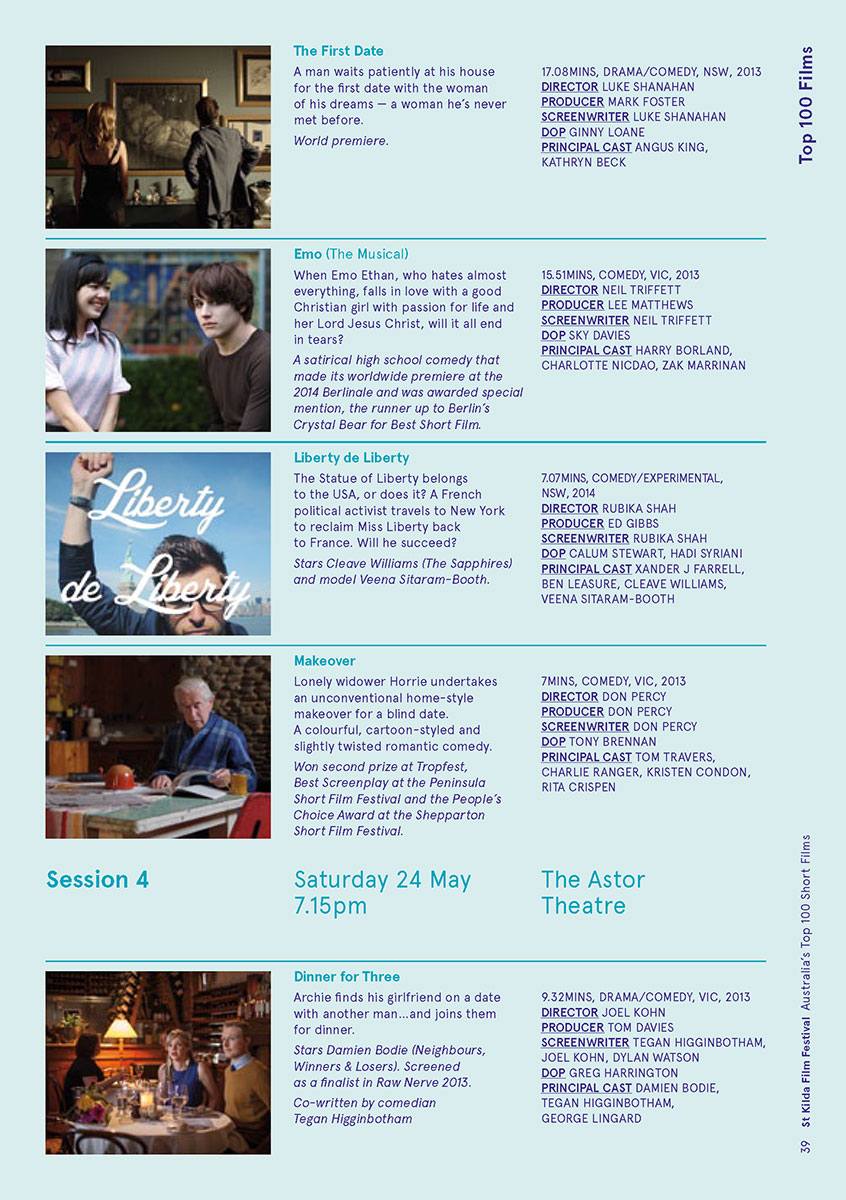 Top 100 Films
The First Date
A man waits patiently at his house
for the first date with the woman
of his dreams — a woman he's never
met before.
World premiere.
17.08MINS, DRAMA/COMEDY, NSW, 2013
DIRECTOR LUKE SHANAHAN
PRODUCER MARK FOSTER
SCREENWRITER LUKE SHANAHAN
DOP GINNY LOANE
PRINCIPAL CAST ANGUS KING,
KATHRYN BECK
Emo (The Musical)
When Emo Ethan, who hates almost
everything, falls in love with a good
Christian girl with passion for life and
her Lord Jesus Christ, will it all end
in tears?
A satirical high school comedy that
made its worldwide premiere at the
2014 Berlinale and was awarded special
mention, the runner up to Berlin's
Crystal Bear for Best Short Film.
15.51MINS, COMEDY, VIC, 2013
DIRECTOR NEIL TRIFFETT
PRODUCER LEE MATTHEWS
SCREENWRITER NEIL TRIFFETT
DOP SKY DAVIES
PRINCIPAL CAST HARRY BORLAND,
CHARLOTTE NICDAO, ZAK MARRINAN
Liberty
de Liberty
Liberty de Liberty
The Statue of Liberty belongs
to the USA, or does it? A French
political activist travels to New York
to reclaim Miss Liberty back
to France. Will he succeed?
Stars Cleave Williams (The Sapphires)
and model Veena Sitaram-Booth.
7.07MINS, COMEDY/EXPERIMENTAL,
NSW, 2014
DIRECTOR RUBIKA SHAH
PRODUCER ED GIBBS
SCREENWRITER RUBIKA SHAH
DOP CALUM STEWART, HADI SYRIANI
PRINCIPAL CAST XANDER J FARRELL,
BEN LEASURE, CLEAVE WILLIAMS,
VEENA SITARAM-BOOTH
Makeover
Lonely widower Horrie undertakes
an unconventional home-style
makeover for a blind date.
A colourful, cartoon-styled and
slightly twisted romantic comedy.
Won second prize at Tropfest,
Best Screenplay at the Peninsula
Short Film Festival and the People's
Choice Award at the Shepparton
Short Film Festival.
7MINS, COMEDY, VIC, 2013
DIRECTOR DON PERCY
PRODUCER DON PERCY
SCREENWRITER DON PERCY
DOP TONY BRENNAN
PRINCIPAL CAST TOM TRAVERS,
CHARLIE RANGER, KRISTEN CONDON,
RITA CRISPEN
Session 4
Saturday 24 May
7.15pm
The Astor
Theatre
Dinner for Three
Archie finds his girlfriend on a date
with another man...and joins them
for dinner.
Stars Damien Bodie (Neighbours,
Winners & Losers). Screened
as a finalist in Raw Nerve 2013.
Co-written by comedian
Tegan Higginbotham
9.32MINS, DRAMA/COMEDY, VIC, 2013
DIRECTOR JOEL KOHN
PRODUCER TOM DAVIES
SCREENWRITER TEGAN HIGGINBOTHAM,
JOEL KOHN, DYLAN WATSON
DOP GREG HARRINGTON
PRINCIPAL CAST DAMIEN BODIE,
TEGAN HIGGINBOTHAM,
GEORGE LINGARD
39 St Kilda Film Festival Australia's Top 100 Short Films